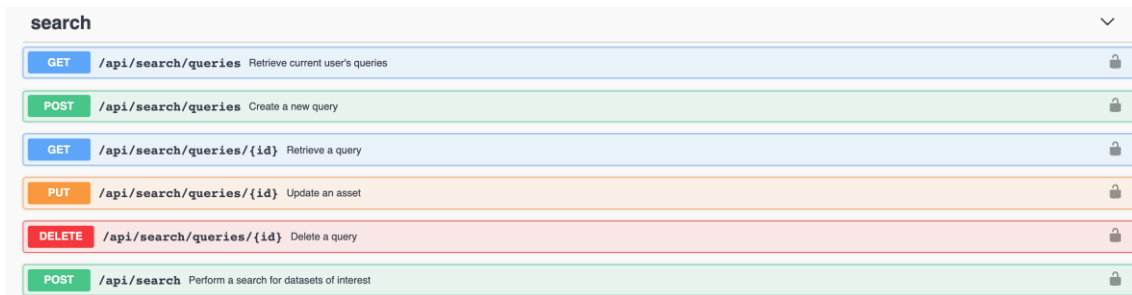 search
GET /api/search/queries Retrieve current user's queries
POST /api/search/queries Create a new query
GET /api/search/queries/{id} Retrieve a query
PUT /api/search/queries/{id} Update an asset
DELETE /api/search/queries/{id} Delete a query
POST /api/search Perform a search for datasets of interest